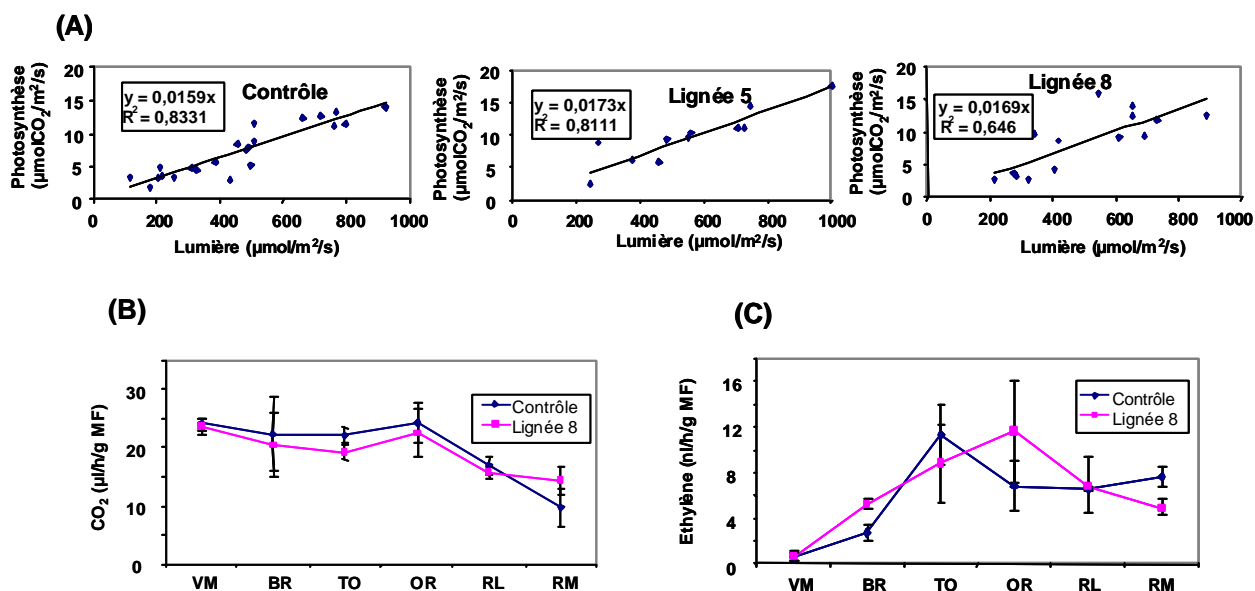 (A)
Photosynthèse
(µmolCO2/m²/s)
20
15
10
5
0
y = 0,0159x
R² = 0,8331
Contrôle
0 200 400 600 800 1000
Lumière (µmol/m²/s)
Photosynthèse
(µmolCO2/m²/s)
20
15
10
5
0
y = 0,0173x
R² = 0,8111
Lignée 5
0 200 400 600 800 1000
Lumière (µmol/m²/s)
Photosynthèse
(µmolCO2/m²/s)
20
15
10
5
0
y = 0,0169x
R² = 0,646
Lignée 8
0 200 400 600 800 1000
Lumière (µmol/m²/s)
(B)
CO2 (µl/h/g MF)
30
20
10
0
Contrôle
Lignée 8
VM BR TO OR RL RM
(C)
Ethylène (nl/h/g MF)
16
12
8
4
0
Contrôle
Lignée 8
VM BR TO OR RL RM